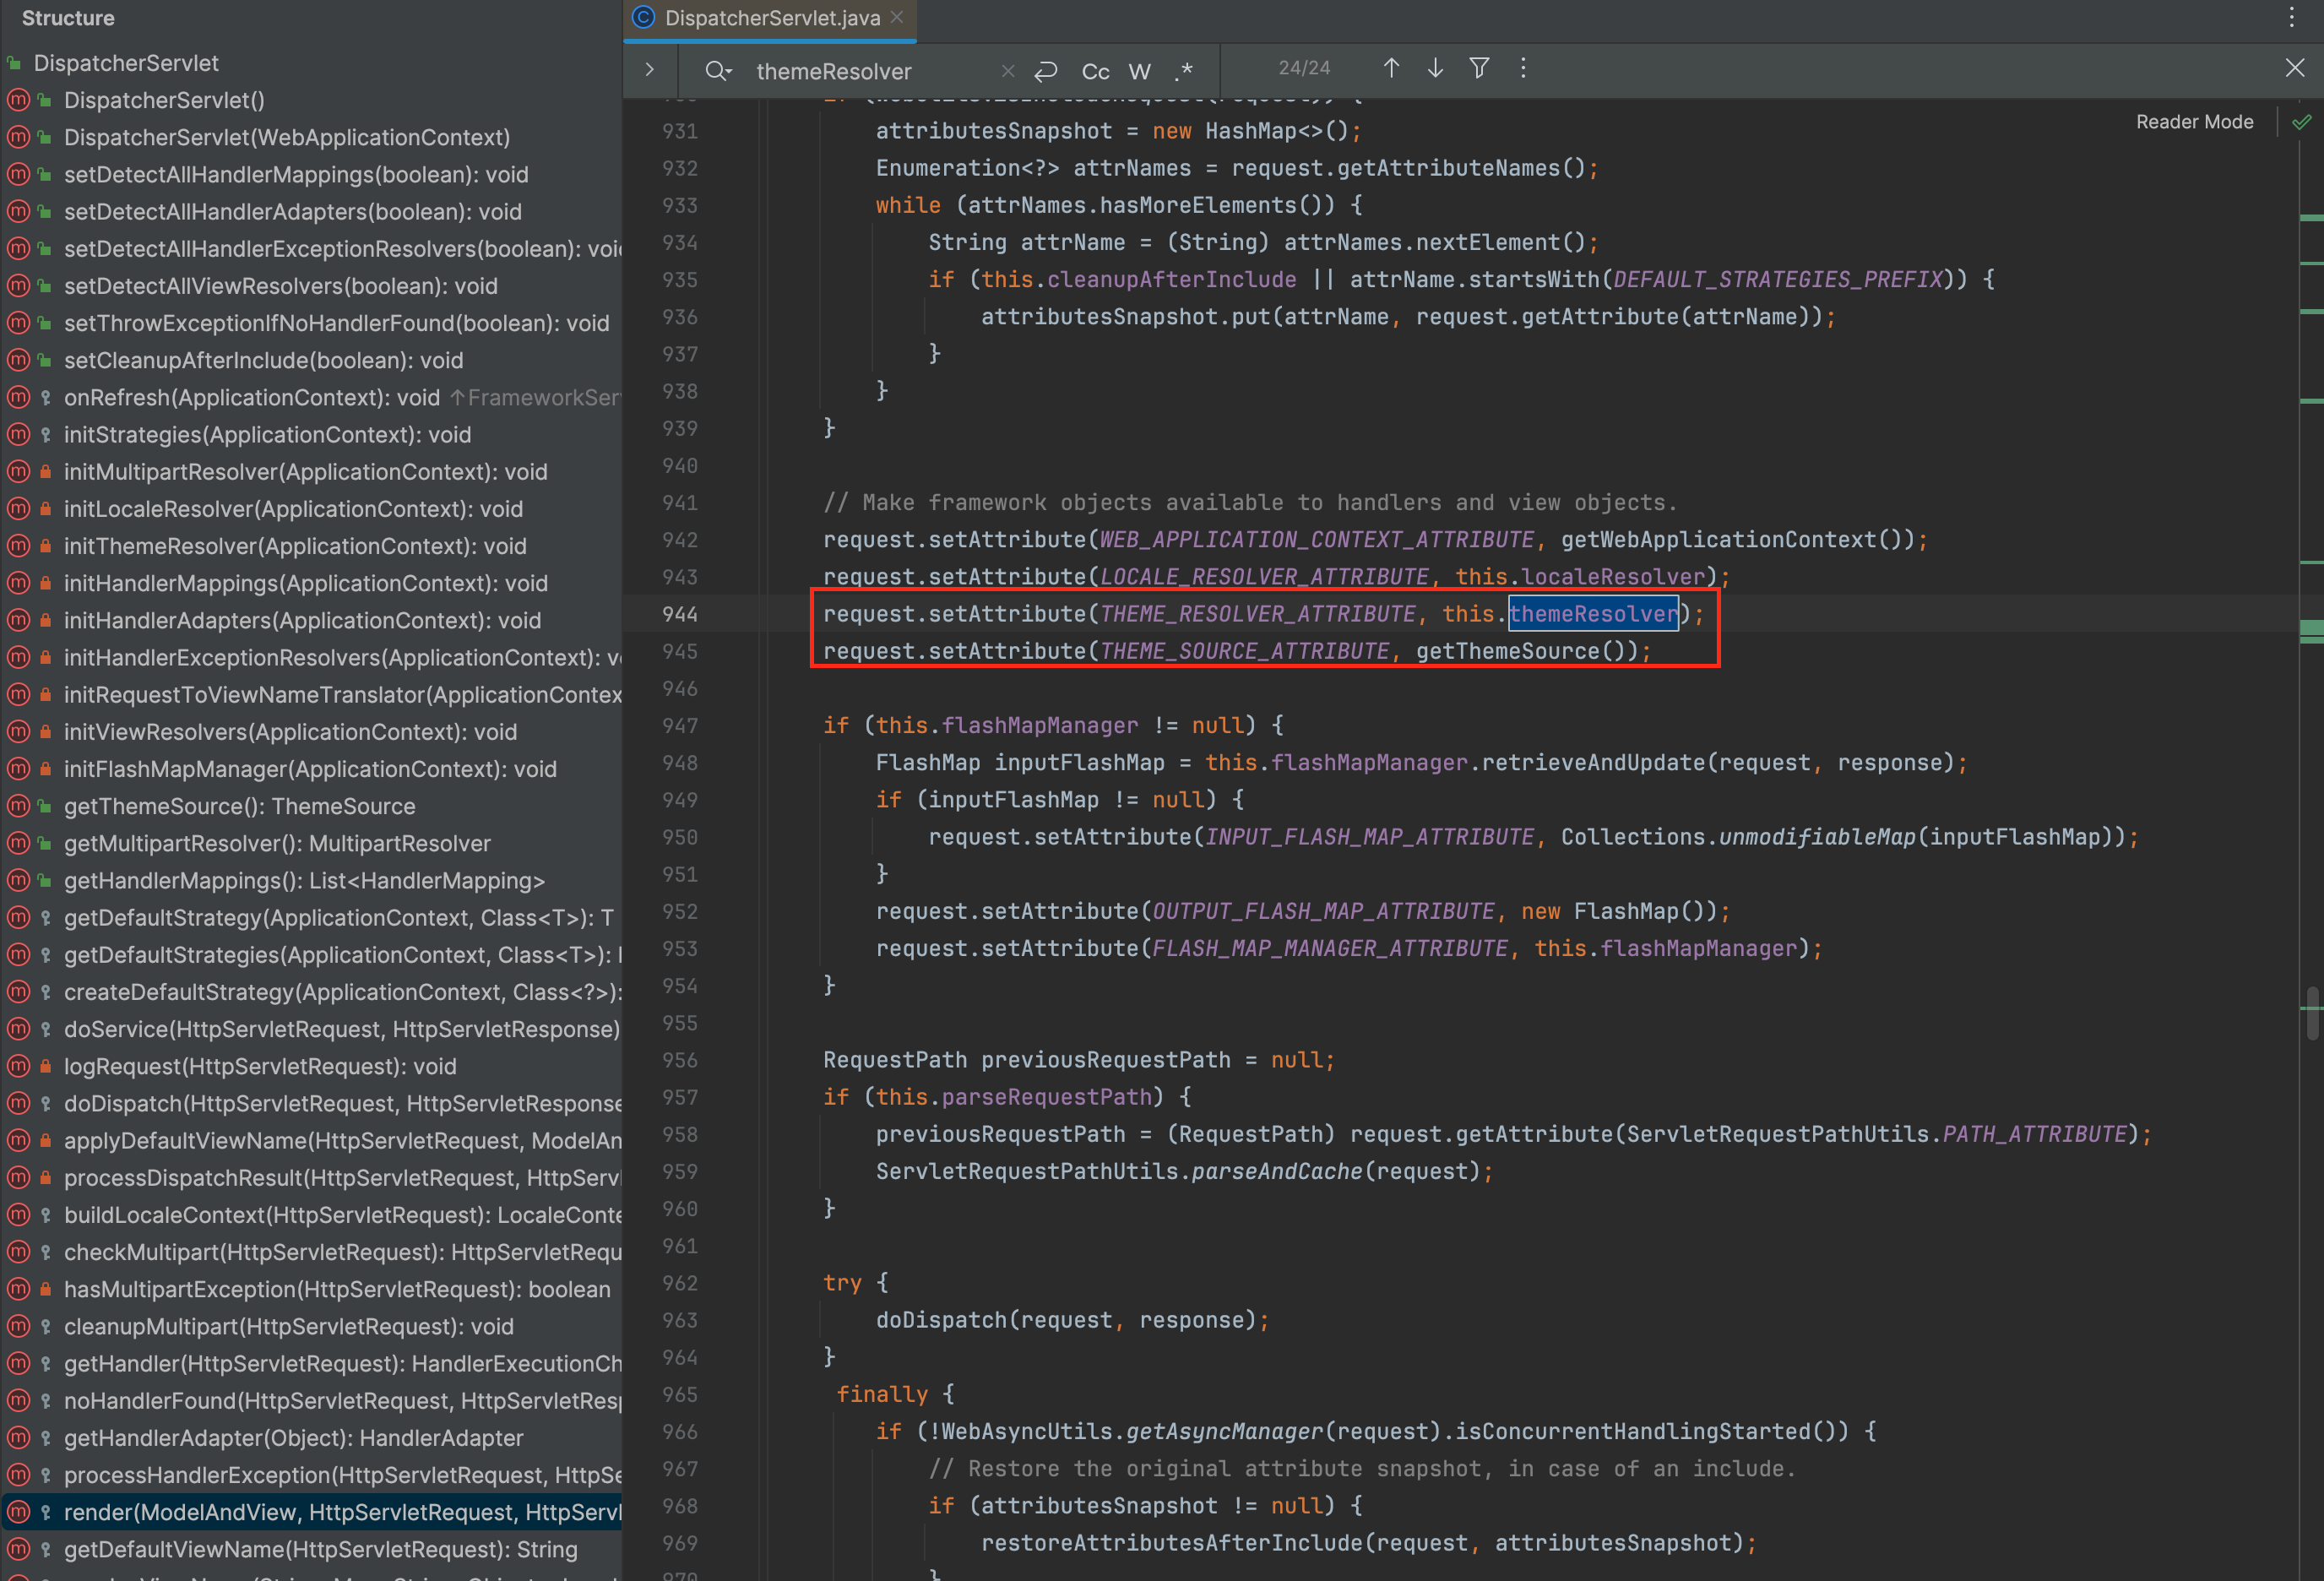 Structure
DispatcherServlet
DispatcherServlet()
DispatcherServlet(WebApplicationContext)
setDetectAllHandlerMappings(boolean): void
setDetectAllHandlerAdapters(boolean): void
setDetectAllHandlerExceptionResolvers(boolean): voi
setDetectAllViewResolvers(boolean): void
setThrowExceptionIfNoHandlerFound(boolean): void
setCleanupAfterInclude(boolean): void
onRefresh(ApplicationContext): void ↑FrameworkSer
initStrategies(ApplicationContext): void
initMultipartResolver(ApplicationContext): void
initLocaleResolver(ApplicationContext): void
initThemeResolver(ApplicationContext): void
initHandlerMappings(ApplicationContext): void
initHandlerAdapters(ApplicationContext): void
initHandlerExceptionResolvers(ApplicationContext): v
initRequestToViewNameTranslator(ApplicationContex
initViewResolvers(ApplicationContext): void
initFlashMapManager(ApplicationContext): void
getThemeSource(): ThemeSource
getMultipartResolver(): MultipartResolver
getHandlerMappings(): List<HandlerMapping>
getDefaultStrategy(ApplicationContext, Class<T>): T
getDefaultStrategies(ApplicationContext, Class<T>):
createDefaultStrategy(ApplicationContext, Class<?>):
doService(HttpServletRequest, HttpServletResponse)
logRequest(HttpServletRequest): void
doDispatch(HttpServletRequest, HttpServletResponse
applyDefaultViewName(HttpServletRequest, ModelAn
processDispatchResult(HttpServletRequest, HttpServ
buildLocaleContext(HttpServletRequest): LocaleConte
checkMultipart(HttpServletRequest): HttpServletRequ
hasMultipartException(HttpServletRequest): boolean
cleanupMultipart(HttpServletRequest): void
getHandler(HttpServletRequest): HandlerExecutionCh
noHandlerFound(HttpServletRequest, HttpServletResp
getHandlerAdapter(Object): HandlerAdapter
processHandlerException(HttpServletRequest, HttpSe
render(ModelAndView, HttpServletRequest, HttpServl
getDefaultViewName(HttpServletRequest): String
DispatcherServlet.java
themeResolver
Cc W .*
24/24
Reader Mode
931 attributesSnapshot = new HashMap<>();
932 Enumeration<?> attrNames = request.getAttributeNames();
933 while (attrNames.hasMoreElements()) {
934 String attrName = (String) attrNames.nextElement();
935 if (this.cleanupAfterInclude || attrName.startsWith(DEFAULT_STRATEGIES_PREFIX)) {
936 attributesSnapshot.put(attrName, request.getAttribute(attrName));
937 }
938 }
939 }
940
941 // Make framework objects available to handlers and view objects.
942 request.setAttribute(WEB_APPLICATION_CONTEXT_ATTRIBUTE, getWebApplicationContext());
943 request.setAttribute(LOCALE_RESOLVER_ATTRIBUTE, this.localeResolver);
944 request.setAttribute(THEME_RESOLVER_ATTRIBUTE, this.themeResolver);
945 request.setAttribute(THEME_SOURCE_ATTRIBUTE, getThemeSource());
946
947 if (this.flashMapManager != null) {
948 FlashMap inputFlashMap = this.flashMapManager.retrieveAndUpdate(request, response);
949 if (inputFlashMap != null) {
950 request.setAttribute(INPUT_FLASH_MAP_ATTRIBUTE, Collections.unmodifiableMap(inputFlashMap));
951 }
952 request.setAttribute(OUTPUT_FLASH_MAP_ATTRIBUTE, new FlashMap());
953 request.setAttribute(FLASH_MAP_MANAGER_ATTRIBUTE, this.flashMapManager);
954 }
955
956 RequestPath previousRequestPath = null;
957 if (this.parseRequestPath) {
958 previousRequestPath = (RequestPath) request.getAttribute(ServletRequestPathUtils.PATH_ATTRIBUTE);
959 ServletRequestPathUtils.parseAndCache(request);
960 }
961
962 try {
963 doDispatch(request, response);
964 }
965 finally {
966 if (!WebAsyncUtils.getAsyncManager(request).isConcurrentHandlingStarted()) {
967 // Restore the original attribute snapshot, in case of an include.
968 if (attributesSnapshot != null) {
969 restoreAttributesAfterInclude(request, attributesSnapshot);
970 }